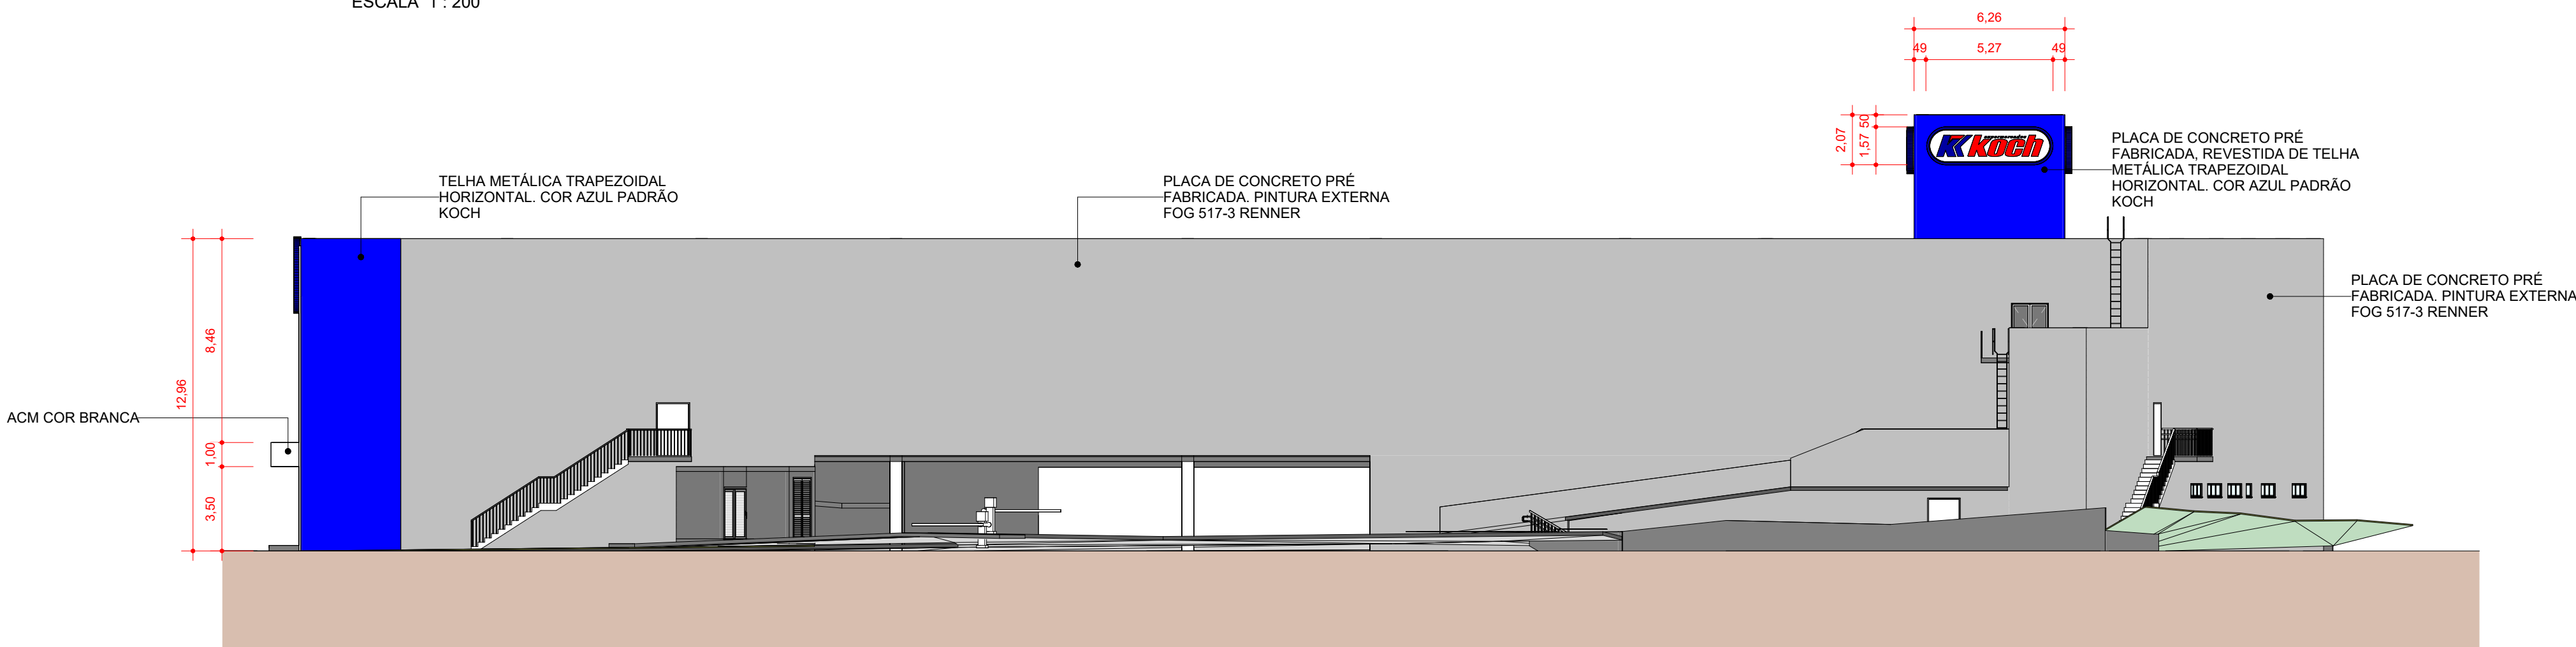 ESCALA 1 : 200
6,26
49
5,27
49
2,07
1,57
50
supermercados
Koch
PLACA DE CONCRETO PRÉ
FABRICADA, REVESTIDA DE TELHA
METÁLICA TRAPEZOIDAL
HORIZONTAL. COR AZUL PADRÃO
KOCH
TELHA METÁLICA TRAPEZOIDAL
HORIZONTAL. COR AZUL PADRÃO
KOCH
PLACA DE CONCRETO PRÉ
FABRICADA. PINTURA EXTERNA
FOG 517-3 RENNER
PLACA DE CONCRETO PRÉ
FABRICADA. PINTURA EXTERNA
FOG 517-3 RENNER
12,96
8,46
1,00
3,50
ACM COR BRANCA